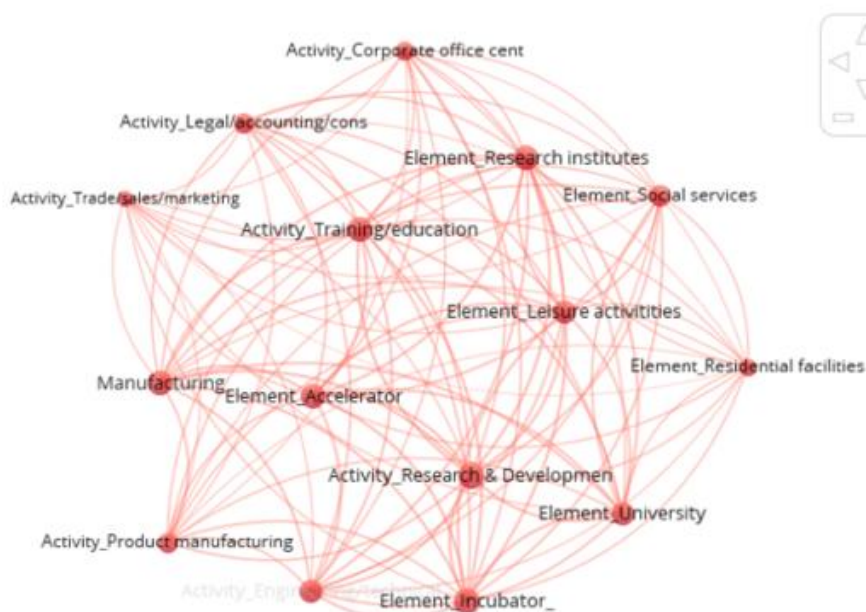 Activity_Corporate office cent
Activity_Legal/accounting/cons
Element_Research institutes
Activity_Trade/sales/marketing
Element_Social services
Activity_Training/education
Element_Leisure activitities
Element_Residential facilities
Manufacturing
Element_Accelerator
Activity_Research & Developmen
Element_University
Activity_Product manufacturing
Element_Incubator_